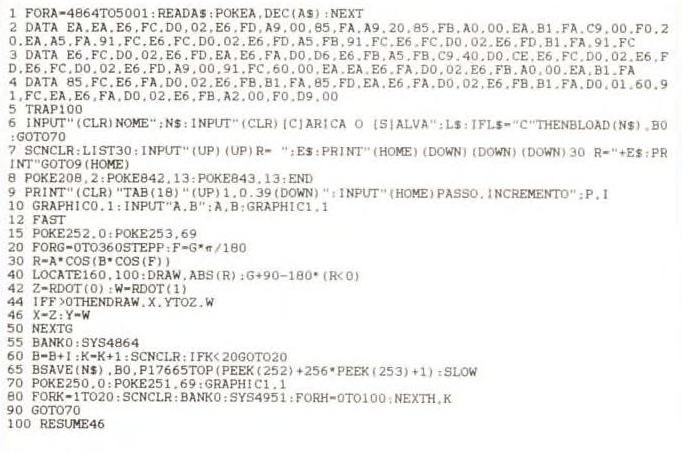 1 FORA=4864TO5001:READA$:POKEA,DEC(A$):NEXT
2 DATA EA,EA,E6,FC,D0,02,E6,FD,A9,00,85,FA,A9,20,85,FB,A0,00,EA,B1,FA,C9,00,F0,2
0,EA,A5,FA,91,FC,E6,FC,D0,02,E6,FD,A5,FB,91,FC,E6,FC,D0,02,E6,FD,B1,FA,91,FC
3 DATA E6,FC,D0,02,E6,FD,EA,E6,FA,D0,D6,E6,FB,A5,FB,C9,40,D0,CE,E6,FC,D0,02,E6,F
D,E6,FC,D0,02,E6,FD,A9,00,91,FC,60,00,EA,EA,E6,FA,D0,02,E6,FB,A0,00,EA,B1,FA
4 DATA 85,FC,E6,FA,D0,02,E6,FB,B1,FA,85,FD,EA,E6,FA,D0,02,E6,FB,B1,FA,D0,01,60,9
1,FC,EA,E6,FA,D0,02,E6,FB,A2,00,F0,D9,00
5 TRAP100
6 INPUT"(CLR)NOME";N$:INPUT"(CLR)[C]ARICA O [S]ALVA";L$:IFL$="C"THENBLOAD(N$),B0
:GOTO70
7 SCNCLR:LIST30:INPUT"(UP)(UP)R= ";E$:PRINT"(HOME)(DOWN)(DOWN)(DOWN)30 R="+E$:PR
INT"GOTO9(HOME)
8 POKE208,2:POKE842,13:POKE843,13:END
9 PRINT"(CLR)"TAB(18)"(UP)1,0.39(DOWN)":INPUT"(HOME)PASSO,INCREMENTO";P,I
10 GRAPHIC0,1:INPUT"A,B";A,B:GRAPHIC1,1
12 FAST
15 POKE252,0:POKE253,69
20 FORG=0TO360STEPP:F=G*π/180
30 R=A*COS(B*COS(F))
40 LOCATE160,100:DRAW,ABS(R);G+90-180*(R<0)
42 Z=RDOT(0):W=RDOT(1)
44 IFF>0THENDRAW,X,YTOZ,W
46 X=Z:Y=W
50 NEXTG
55 BANK0:SYS4864
60 B=B+I:K=K+1:SCNCLR:IFK<20GOTO20
65 BSAVE(N$),B0,P17665TOP(PEEK(252)+256*PEEK(253)+1):SLOW
70 POKE250,0:POKE251,69:GRAPHIC1,1
80 FORK=1TO20:SCNCLR:BANK0:SYS4951:FORH=0TO100:NEXTH,K
90 GOTO70
100 RESUME46